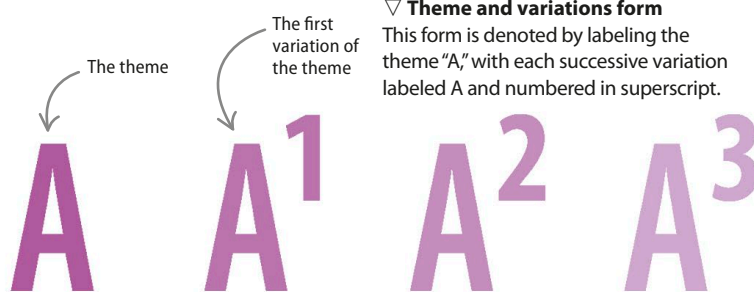 ▽ Theme and variations form
This form is denoted by labeling the
theme “A,” with each successive variation
labeled A and numbered in superscript.
The theme
The first
variation of
the theme
A A¹ A² A³